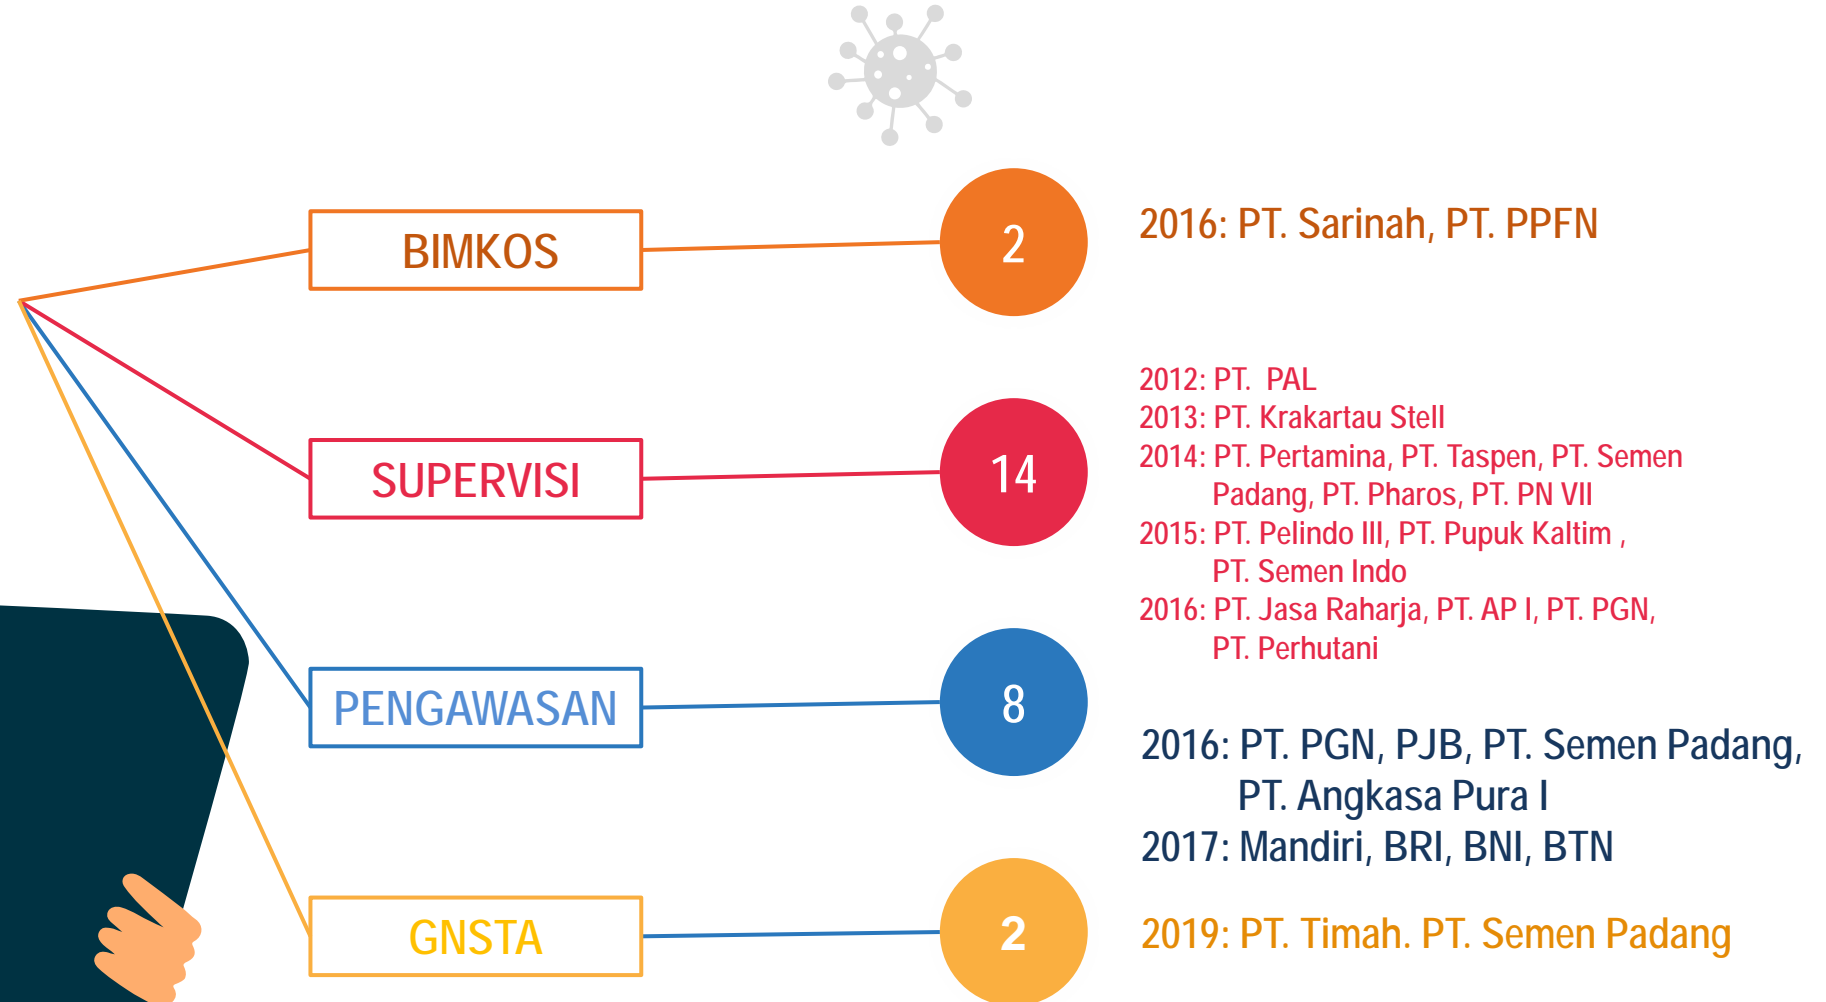 BIMKOS
2
2016: PT. Sarinah, PT. PPFN
SUPERVISI
14
2012: PT. PAL
2013: PT. Krakartau Stell
2014: PT. Pertamina, PT. Taspen, PT. Semen
Padang, PT. Pharos, PT. PN VII
2015: PT. Pelindo III, PT. Pupuk Kaltim ,
PT. Semen Indo
2016: PT. Jasa Raharja, PT. AP I, PT. PGN,
PT. Perhutani
PENGAWASAN
8
2016: PT. PGN, PJB, PT. Semen Padang,
PT. Angkasa Pura I
2017: Mandiri, BRI, BNI, BTN
GNSTA
2
2019: PT. Timah. PT. Semen Padang